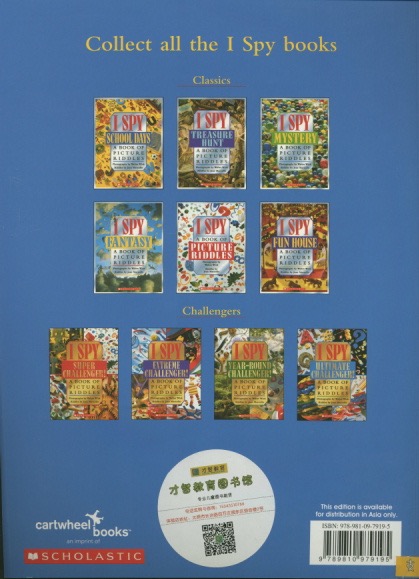 Collect all the I Spy books
Classics
I SPY
SCHOOL DAYS
A BOOK OF
PICTURE
RIDDLES
I SPY
TREASURE
HUNT
A BOOK OF
PICTURE
RIDDLES
I SPY
MYSTERY
A BOOK OF
PICTURE
RIDDLES
I SPY
FANTASY
A BOOK OF
PICTURE
RIDDLES
I SPY
A BOOK OF
PICTURE
RIDDLES
I SPY
FUN HOUSE
A BOOK OF
PICTURE
RIDDLES
Challengers
I SPY
SUPER
CHALLENGER!
A BOOK OF
PICTURE RIDDLES
I SPY
EXTREME
CHALLENGER!
A BOOK OF
PICTURE RIDDLES
I SPY
YEAR-ROUND
CHALLENGER!
A BOOK OF
PICTURE RIDDLES
I SPY
ULTIMATE
CHALLENGER!
A BOOK OF
PICTURE RIDDLES
才智教育图书馆
cartwheel
books
an imprint of
SCHOLASTIC
This edition is available
for distribution in Asia only.
ISBN: 978-981-09-7919-5
9 789810 979195